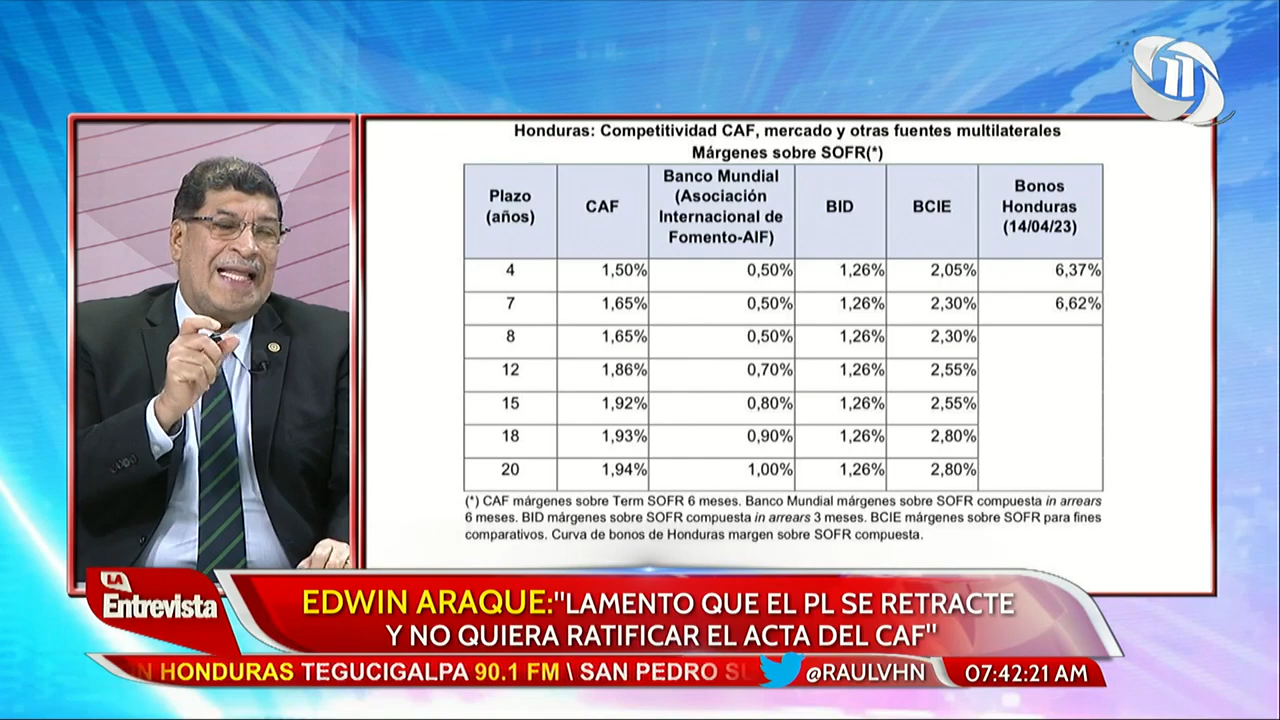 11
Honduras: Competitividad CAF, mercado y otras fuentes multilaterales
Márgenes sobre SOFR(*)
Plazo (años) CAF Banco Mundial (Asociación Internacional de Fomento-AIF) BID BCIE Bonos Honduras (14/04/23)
4 1,50% 0,50% 1,26% 2,05% 6,37%
7 1,65% 0,50% 1,26% 2,30% 6,62%
8 1,65% 0,50% 1,26% 2,30%
12 1,86% 0,70% 1,26% 2,55%
15 1,92% 0,80% 1,26% 2,55%
18 1,93% 0,90% 1,26% 2,80%
20 1,94% 1,00% 1,26% 2,80%
(*) CAF márgenes sobre Term SOFR 6 meses. Banco Mundial márgenes sobre SOFR compuesta in arrears
6 meses. BID márgenes sobre SOFR compuesta in arrears 3 meses. BCIE márgenes sobre SOFR para fines
comparativos. Curva de bonos de Honduras margen sobre SOFR compuesta.
LA
Entrevista
EDWIN ARAQUE:"LAMENTO QUE EL PL SE RETRACTE
Y NO QUIERA RATIFICAR EL ACTA DEL CAF"
N HONDURAS TEGUCIGALPA 90.1 FM \ SAN PEDRO SU
@RAULVHN
07:42:21 AM